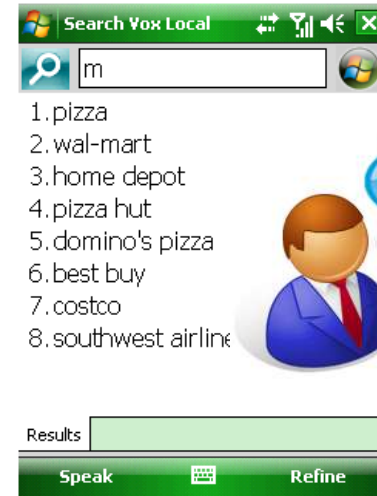 Search Vox Local
m
1.pizza
2.wal-mart
3.home depot
4.pizza hut
5.domino's pizza
6.best buy
7.costco
8.southwest airline
Results
Speak
Refine